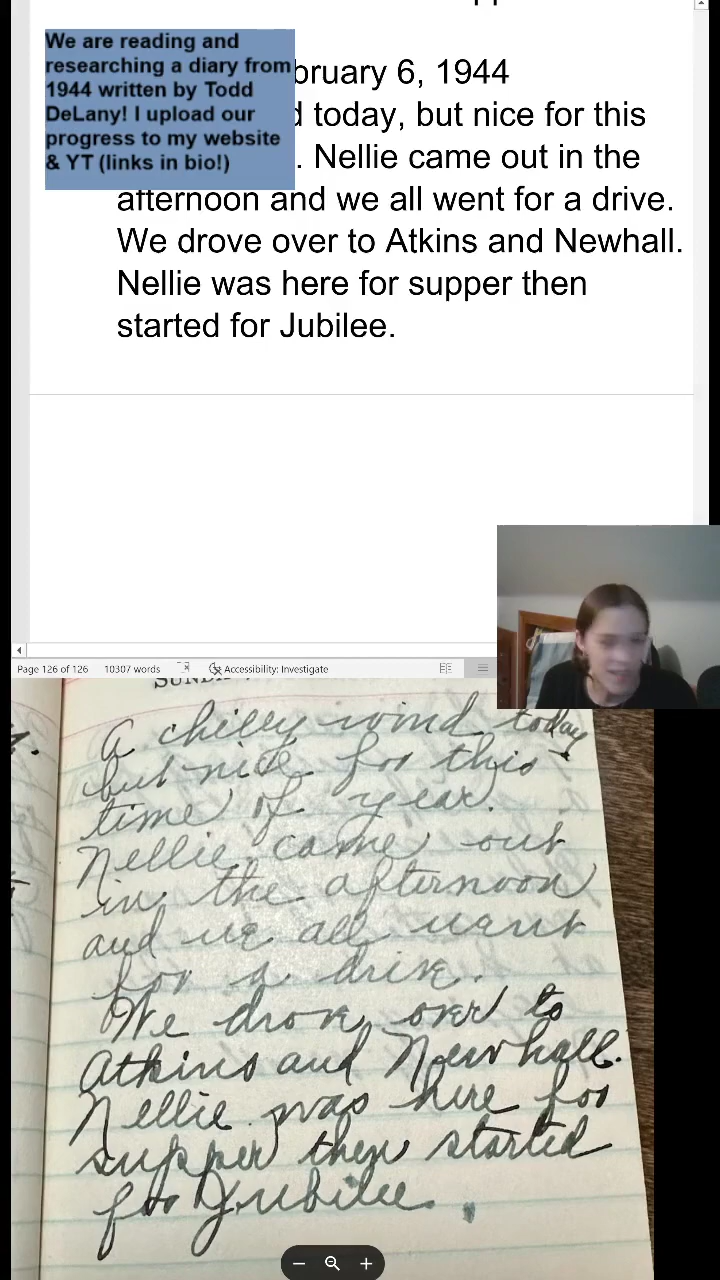 We are reading and
researching a diary from
1944 written by Todd
DeLany! I upload our
progress to my website
& YT (links in bio!)
bruary 6, 1944
d today, but nice for this
. Nellie came out in the
afternoon and we all went for a drive.
We drove over to Atkins and Newhall.
Nellie was here for supper then
started for Jubilee.
Page 126 of 126 10307 words Accessibility: Investigate
A chilly wind today
but nice for this
time of year.
Nellie came out
in the afternoon
and we all went
for a drive.
We drove over to
Atkins and Newhall.
Nellie was here for
supper then started
for Jubilee.